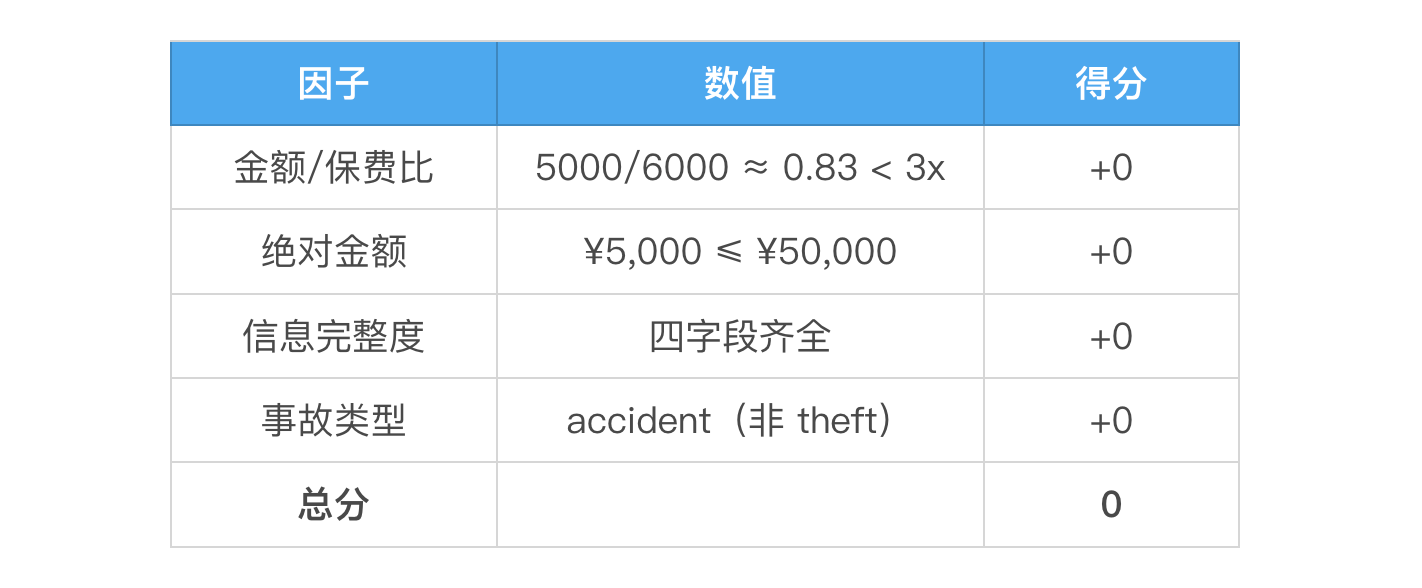 因子 数值 得分
金额/保费比 5000/6000 ≈ 0.83 < 3x +0
绝对金额 ¥5,000 ⩽ ¥50,000 +0
信息完整度 四字段齐全 +0
事故类型 accident（非 theft） +0
总分 0